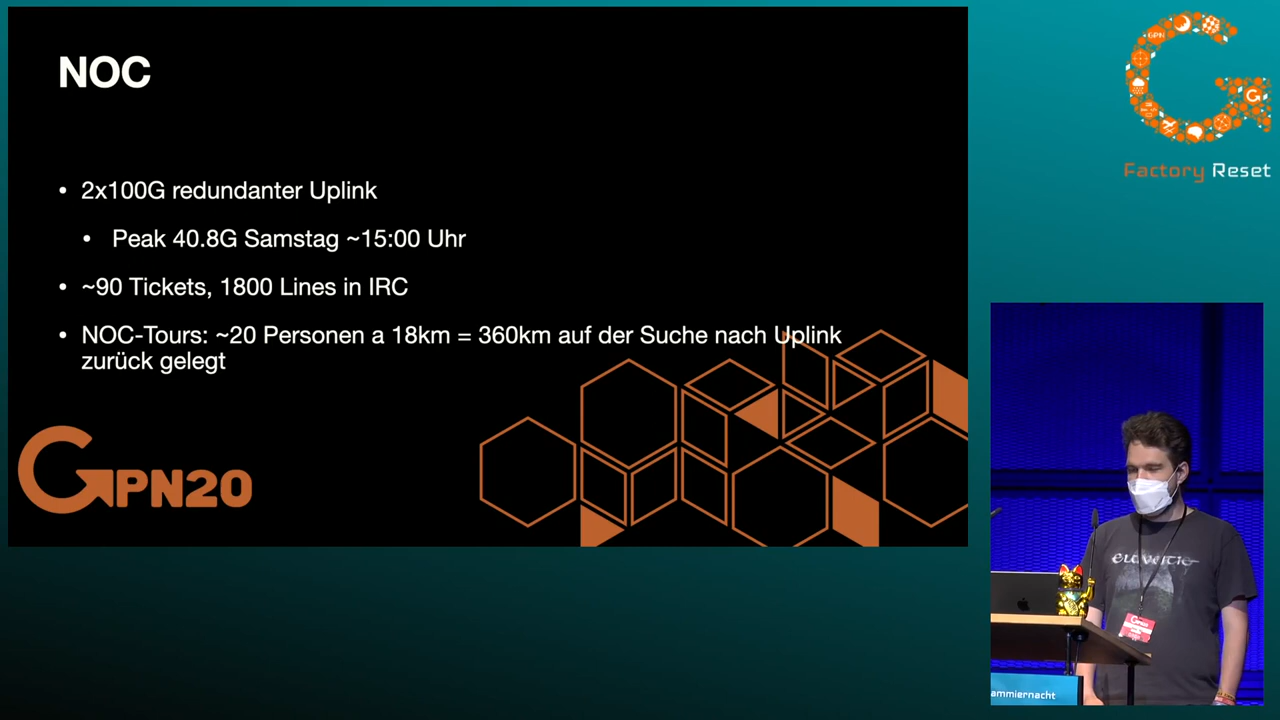 NOC
• 2x100G redundanter Uplink
• Peak 40.8G Samstag ~15:00 Uhr
• ~90 Tickets, 1800 Lines in IRC
• NOC-Tours: ~20 Personen a 18km = 360km auf der Suche nach Uplink
zurück gelegt
GPN20
Factory Reset
eluveitie
ammiernacht